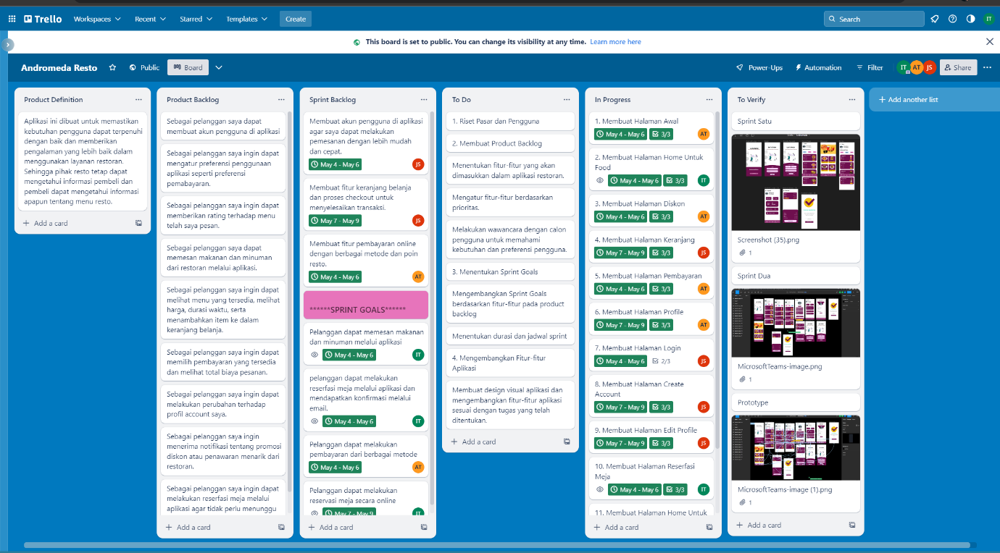 Trello
Workspaces
Recent
Starred
Templates
Create
Search
IT
This board is set to public. You can change its visibility at any time. Learn more here
Andromeda Resto
Public
Board
Power-Ups
Automation
Filter
IT
AT
JS
Share
Product Definition
Aplikasi ini dibuat untuk memastikan
kebutuhan pengguna dapat terpenuhi
dengan baik dan memberikan
pengalaman yang lebih baik dalam
menggunakan layanan restoran.
Sehingga pihak resto tetap dapat
mengetahui informasi pembeli dan
pembeli dapat mengetahui informasi
apapun tentang menu resto.
Add a card
Product Backlog
Sebagai pelanggan saya dapat
membuat akun pengguna di aplikasi
Sebagai pelanggan saya ingin dapat
mengatur preferensi penggunaan
aplikasi seperti preferensi
pemabayaran.
Sebagai pelanggan saya ingin dapat
memberikan rating terhadap menu
telah saya pesan.
Sebagai pelanggan saya dapat
memesan makanan dan minuman
dari restoran melalui aplikasi.
Sebagai pelanggan saya ingin dapat
melihat menu yang tersedia, melihat
harga, durasi waktu, serta
menambahkan item ke dalam
keranjang belanja.
Sebagai pelanggan saya ingin dapat
memilih pembayaran yang tersedia
dan melihat total biaya pesanan.
Sebagai pelanggan saya ingin dapat
melakukan perubahan terhadap
profil account saya.
Sebagai pelanggan saya ingin
menerima notifikasi tentang promosi
diskon atau penawaran menarik dari
restoran.
Sebagai pelanggan saya ingin dapat
melakukan reserfasi meja melalui
aplikasi agar tidak perlu menunggu
Add a card
Sprint Backlog
Membuat akun pengguna di aplikasi
agar saya dapat melakukan
pemesanan dengan lebih mudah
dan cepat.
May 4 - May 6
JS
Membuat fitur keranjang belanja
dan proses checkout untuk
menyelesaikan transaksi.
May 7 - May 9
JS
Membuat fitur pembayaran online
dengan berbagai metode dan poin
resto.
May 4 - May 6
AT
******SPRINT GOALS******
Pelanggan dapat memesan makanan
dan minuman melalui aplikasi
May 4 - May 6
IT
pelanggan dapat melakukan
reserfasi meja melalui aplikasi dan
mendapatkan konfirmasi melalui
email.
May 4 - May 6
IT
Pelanggan dapat melakukan
pembayaran dari berbagai metode
May 4 - May 6
AT
Pelanggan dapat melakukan
reservasi meja secara online
May 7 - May 9
IT
Add a card
To Do
1. Riset Pasar dan Pengguna
2. Membuat Product Backlog
Menentukan fitur-fitur yang akan
dimasukkan dalam aplikasi restoran.
Mengatur fitur-fitur berdasarkan
prioritas.
Melakukan wawancara dengan calon
pengguna untuk memahami
kebutuhan dan preferensi pengguna.
3. Menentukan Sprint Goals
Mengembangkan Sprint Goals
berdasarkan fitur-fitur pada product
backlog
Menentukan durasi dan jadwal sprint
4. Mengembangkan Fitur-fitur
Aplikasi
Membuat design visual aplikasi dan
mengembangkan fitur-fitur aplikasi
sesuai dengan tugas yang telah
ditentukan.
Add a card
In Progress
1. Membuat Halaman Awal
May 4 - May 6 3/3
AT
2. Membuat Halaman Home Untuk
Food
May 4 - May 6 3/3
IT
3. Membuat Halaman Diskon
May 4 - May 6 3/3
AT
4. Membuat Halaman Keranjang
May 7 - May 9 3/3
JS
5. Membuat Halaman Pembayaran
May 4 - May 6 3/3
AT
6. Membuat Halaman Profile
May 7 - May 9 3/3
AT
7. Membuat Halaman Login
May 4 - May 6 2/3
JS
8. Membuat Halaman Create
Account
May 7 - May 9 3/3
JS
9. Membuat Halaman Edit Profile
May 7 - May 9 3/3
JS
10. Membuat Halaman Reserfasi
Meja
May 4 - May 6 3/3
IT
11. Membuat Halaman Home Untuk
Add a card
To Verify
Sprint Satu
Screenshot (35).png
1
Sprint Dua
MicrosoftTeams-image.png
1
Prototype
MicrosoftTeams-image (1).png
1
Add a card
Add another list